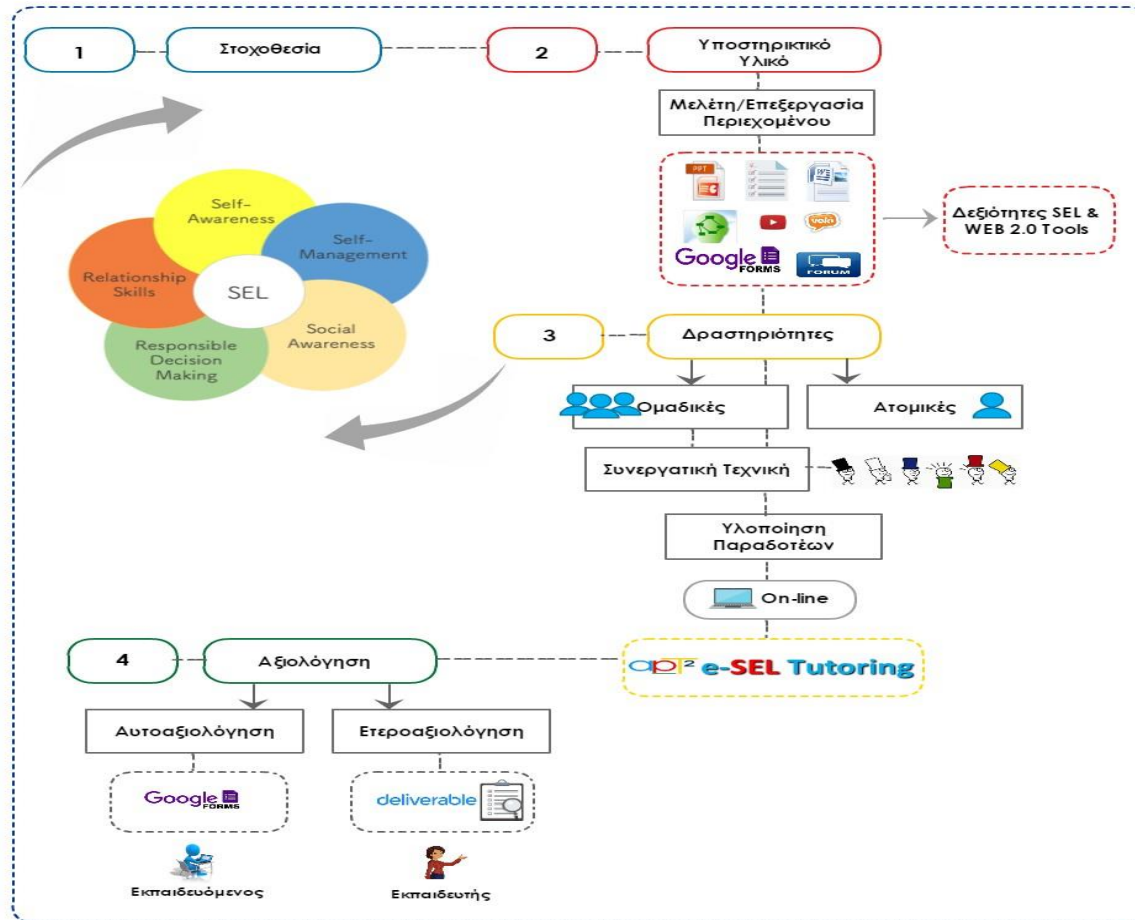 1
Στοχοθεσία
2
Υποστηρικτικό
Υλικό
Μελέτη/Επεξεργασία
Περιεχομένου
PPT
Google
FORMS
FORUM
Δεξιότητες SEL &
WEB 2.0 Tools
Self-
Awareness
Self-
Management
Relationship
Skills
SEL
Social
Awareness
Responsible
Decision
Making
3
Δραστηριότητες
Ομαδικές
Ατομικές
Συνεργατική Τεχνική
Υλοποίηση
Παραδοτέων
On-line
e-SEL Tutoring
4
Αξιολόγηση
Αυτοαξιολόγηση
Ετεροαξιολόγηση
Google
FORMS
deliverable
Εκπαιδευόμενος
Εκπαιδευτής